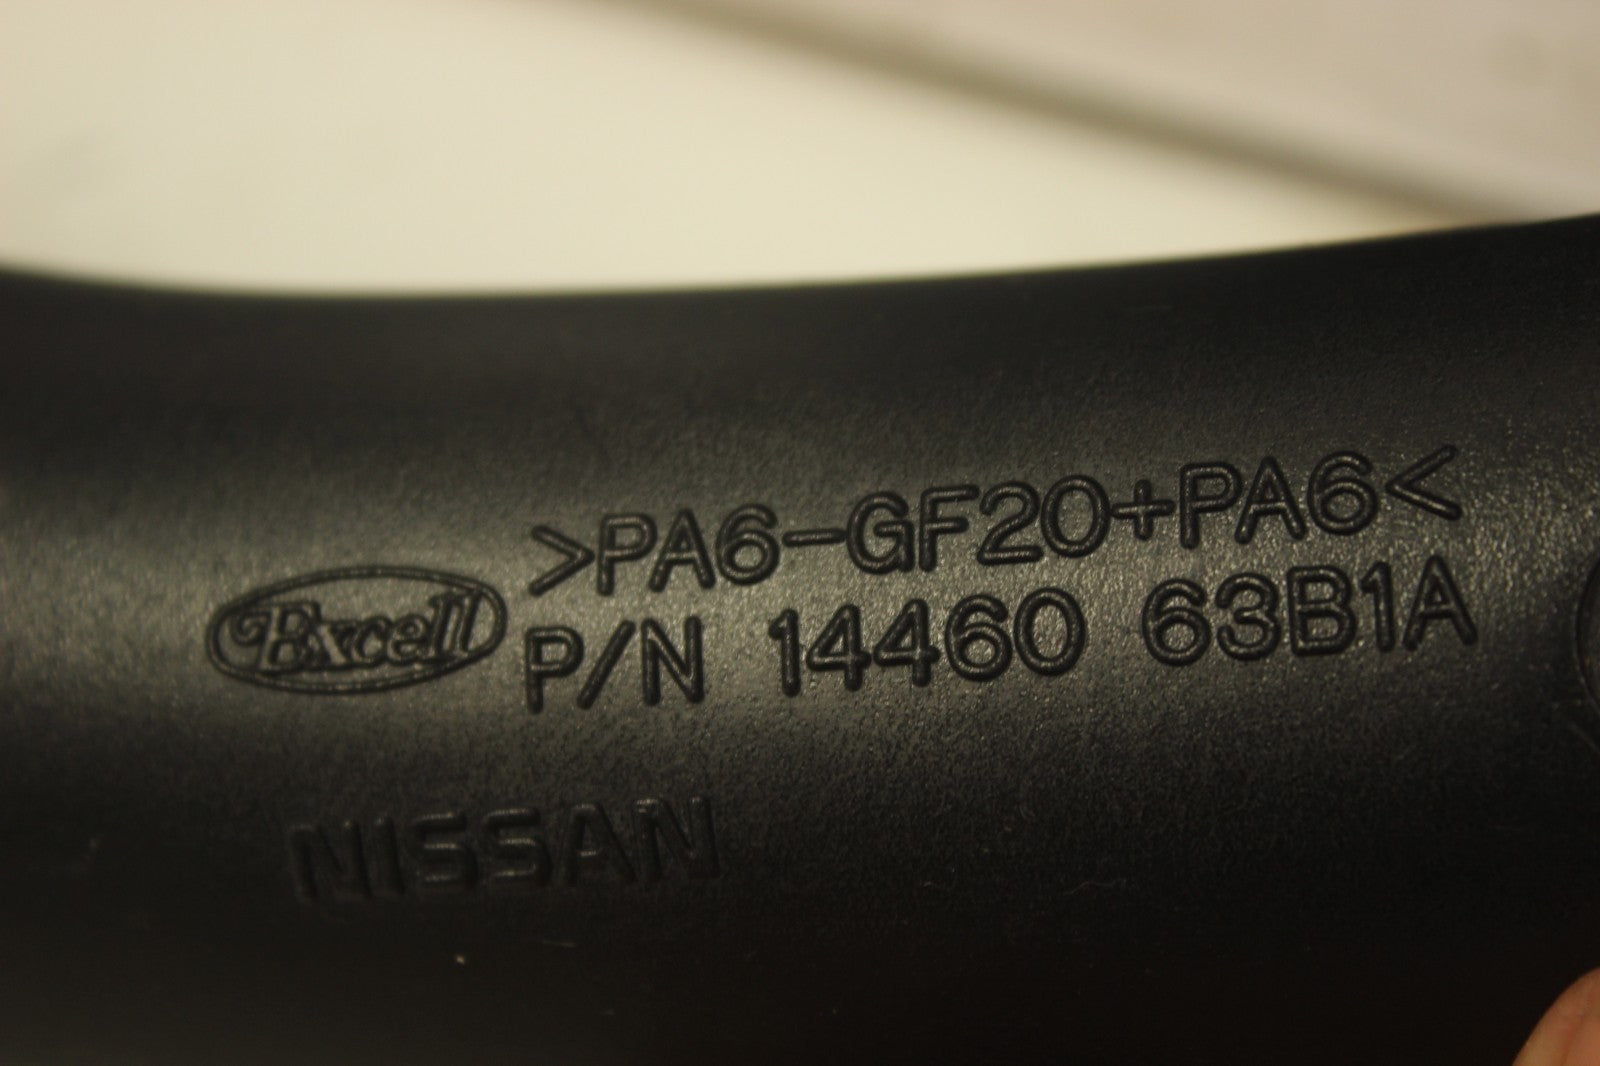 Excell
>PA6-GF20+PA6<
P/N 14460 63B1A
NISSAN